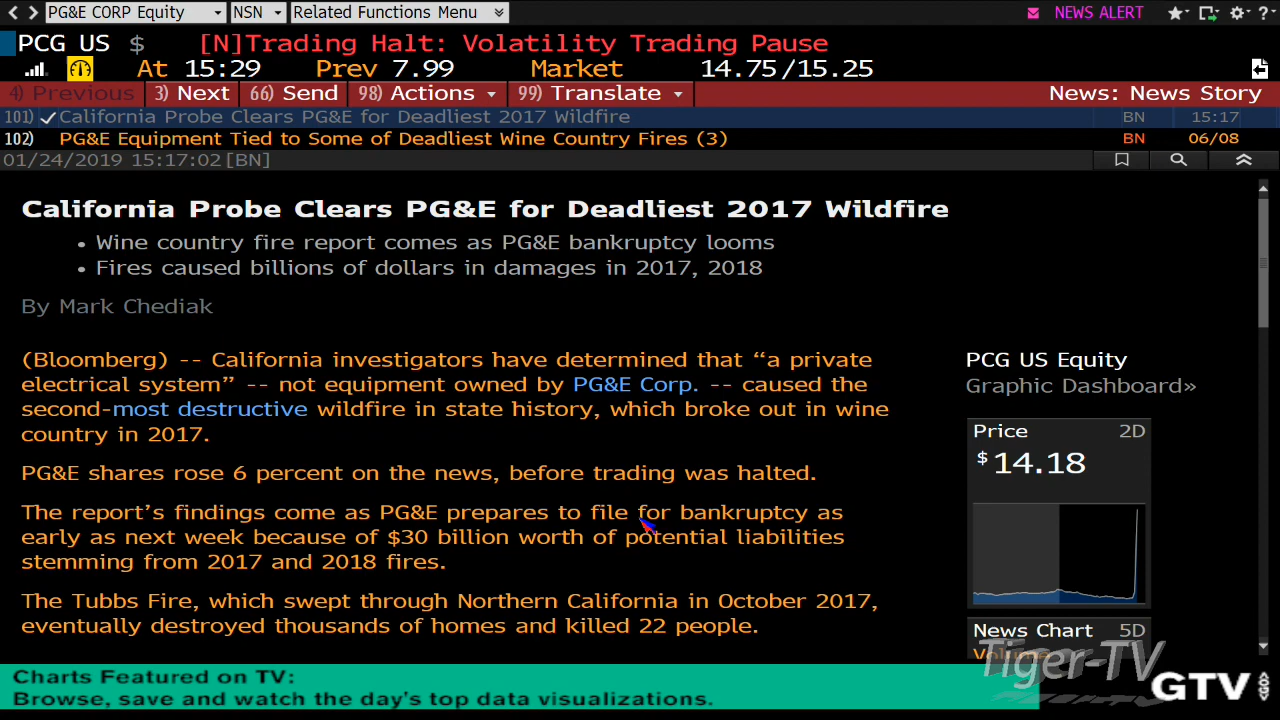 PG&E CORP Equity NSN Related Functions Menu NEWS ALERT ?
PCG US $ [N]Trading Halt: Volatility Trading Pause
At 15:29 Prev 7.99 Market 14.75/15.25
4) Previous 3) Next 66) Send 98) Actions 99) Translate News: News Story
101) California Probe Clears PG&E for Deadliest 2017 Wildfire BN 15:17
102) PG&E Equipment Tied to Some of Deadliest Wine Country Fires (3) BN 06/08
01/24/2019 15:17:02 [BN]
California Probe Clears PG&E for Deadliest 2017 Wildfire
• Wine country fire report comes as PG&E bankruptcy looms
• Fires caused billions of dollars in damages in 2017, 2018
By Mark Chediak
(Bloomberg) -- California investigators have determined that “a private
electrical system” -- not equipment owned by PG&E Corp. -- caused the
second-most destructive wildfire in state history, which broke out in wine
country in 2017.
PG&E shares rose 6 percent on the news, before trading was halted.
The report’s findings come as PG&E prepares to file for bankruptcy as
early as next week because of $30 billion worth of potential liabilities
stemming from 2017 and 2018 fires.
The Tubbs Fire, which swept through Northern California in October 2017,
eventually destroyed thousands of homes and killed 22 people.
PCG US Equity
Graphic Dashboard»
Price 2D
$14.18
News Chart 5D
Volume
Tiger-TV
Charts Featured on TV:
Browse, save and watch the day’s top data visualizations.
GTV